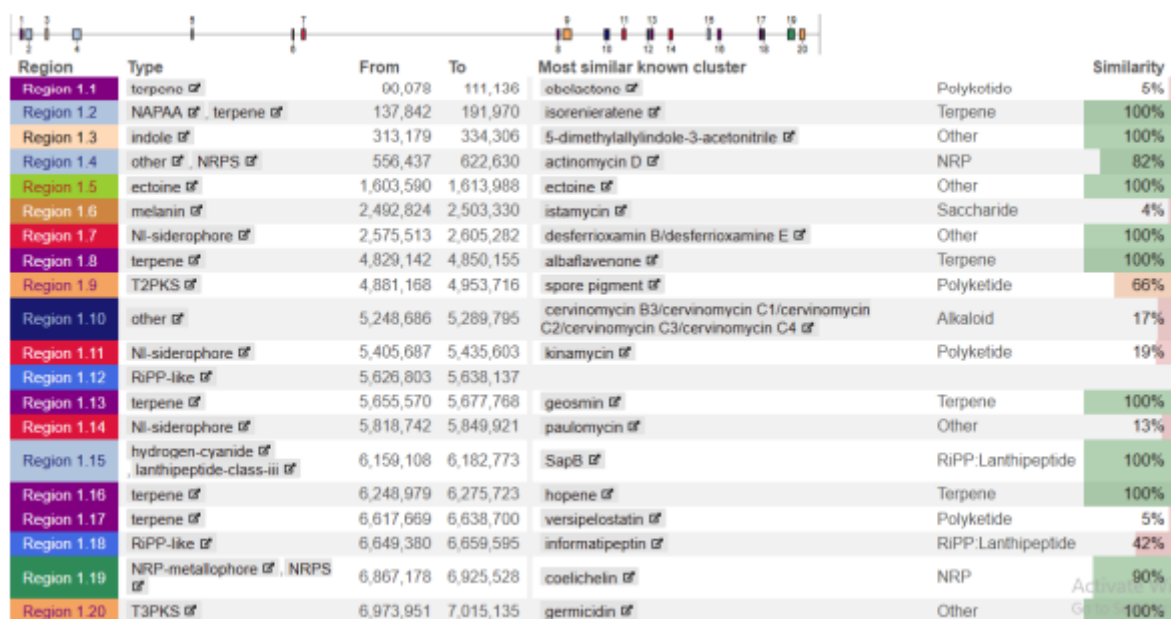 1 3 5 7 9 11 13 15 17 19
2 4 6 8 10 12 14 16 18 20
Region Type From To Most similar known cluster Similarity
Region 1.1 terpene 90,078 111,136 ebelactone Polyketide 5%
Region 1.2 NAPAA , terpene 137,842 191,970 isorenieratene Terpene 100%
Region 1.3 indole 313,179 334,306 5-dimethylallylindole-3-acetonitrile Other 100%
Region 1.4 other , NRPS 556,437 622,630 actinomycin D NRP 82%
Region 1.5 ectoine 1,603,590 1,613,988 ectoine Other 100%
Region 1.6 melanin 2,492,824 2,503,330 istamycin Saccharide 4%
Region 1.7 NI-siderophore 2,575,513 2,605,282 desferrioxamin B/desferrioxamine E Other 100%
Region 1.8 terpene 4,829,142 4,850,155 albaflavenone Terpene 100%
Region 1.9 T2PKS 4,881,168 4,953,716 spore pigment Polyketide 66%
Region 1.10 other 5,248,686 5,289,795 cervinomycin B3/cervinomycin C1/cervinomycin
C2/cervinomycin C3/cervinomycin C4 Alkaloid 17%
Region 1.11 NI-siderophore 5,405,687 5,435,603 kinamycin Polyketide 19%
Region 1.12 RiPP-like 5,626,803 5,638,137
Region 1.13 terpene 5,655,570 5,677,768 geosmin Terpene 100%
Region 1.14 NI-siderophore 5,818,742 5,849,921 paulomycin Other 13%
Region 1.15 hydrogen-cyanide
, lanthipeptide-class-iii 6,159,108 6,182,773 SapB RiPP:Lanthipeptide 100%
Region 1.16 terpene 6,248,979 6,275,723 hopene Terpene 100%
Region 1.17 terpene 6,617,669 6,638,700 versipelostatin Polyketide 5%
Region 1.18 RiPP-like 6,649,380 6,659,595 informatipeptin RiPP:Lanthipeptide 42%
Region 1.19 NRP-metallophore , NRPS 6,867,178 6,925,528 coelichelin NRP 90%
Activate W
Region 1.20 T3PKS 6,973,951 7,015,135 germicidin Other 100%
Go to S